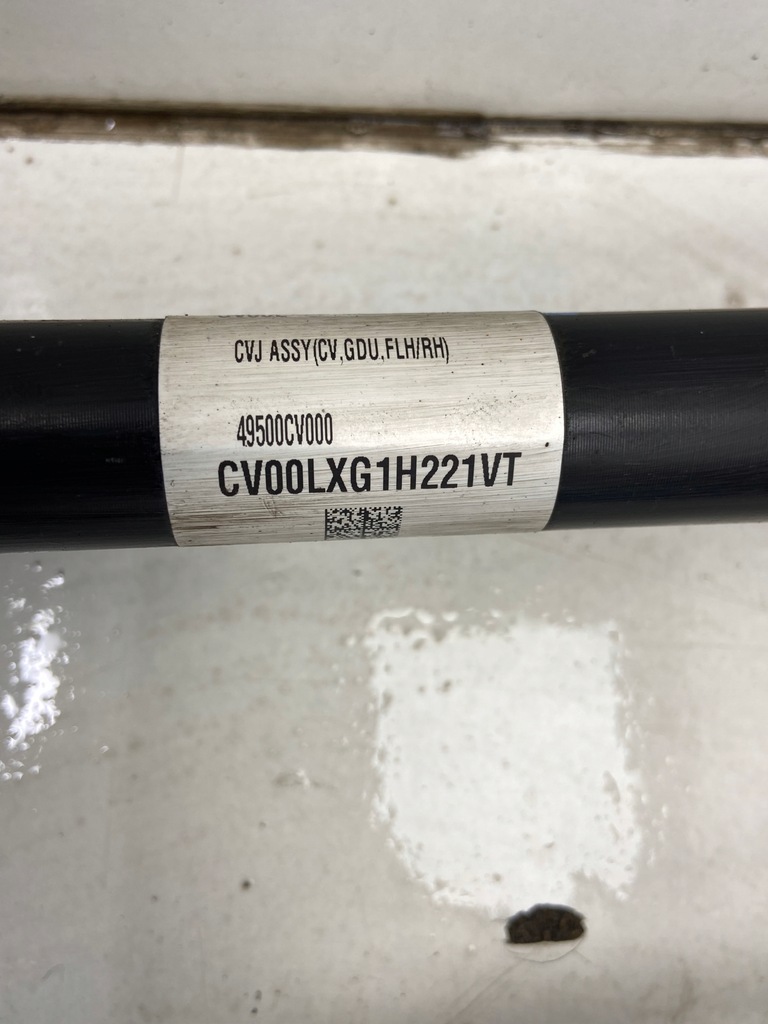 CVJ ASSY(CV,GDU,FLH/RH)
49500CV000
CV00LXG1H221VT